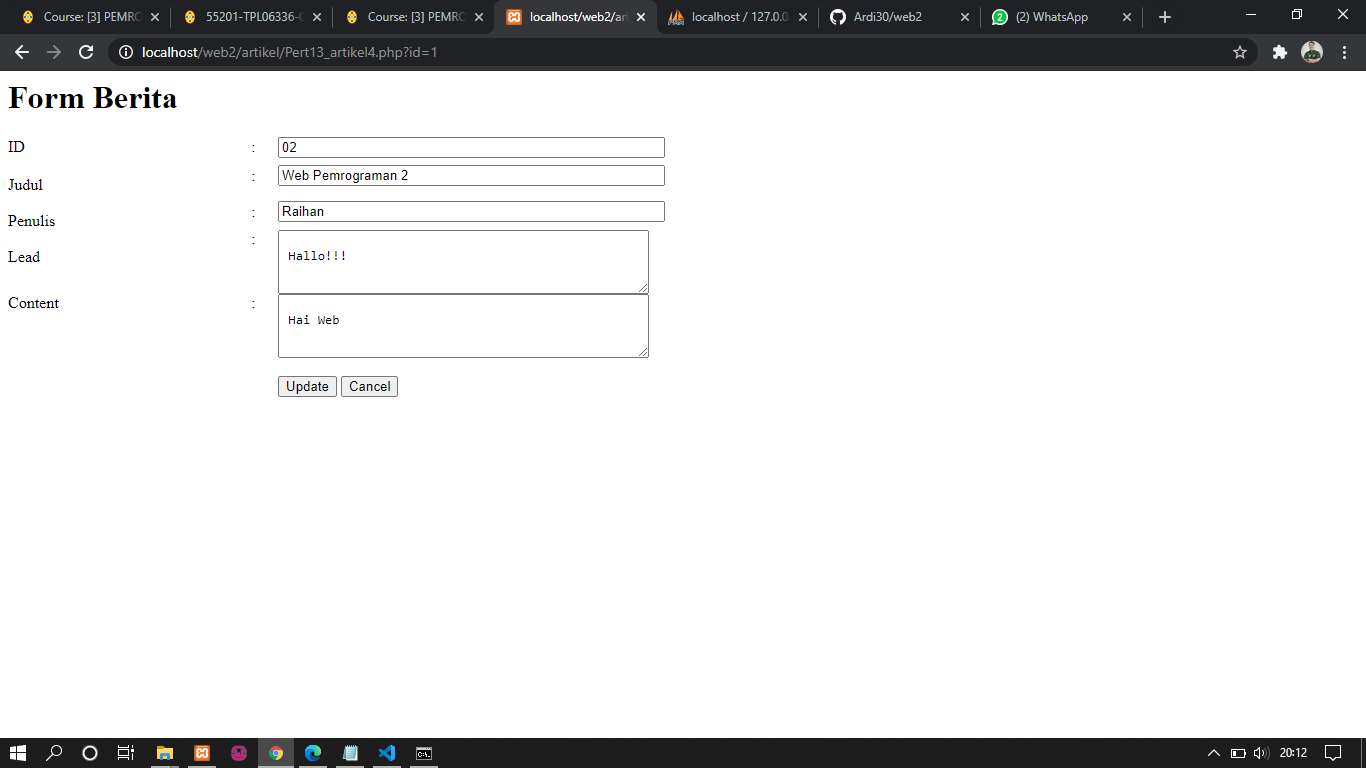 Course: [3] PEMRO
55201-TPL06336-0
Course: [3] PEMRO
localhost/web2/art
localhost / 127.0.0
Ardi30/web2
(2) WhatsApp
localhost/web2/artikel/Pert13_artikel4.php?id=1
Form Berita
ID : 02
Judul : Web Pemrograman 2
Penulis : Raihan
Lead : Hallo!!!
Content : Hai Web
Update Cancel
20:12